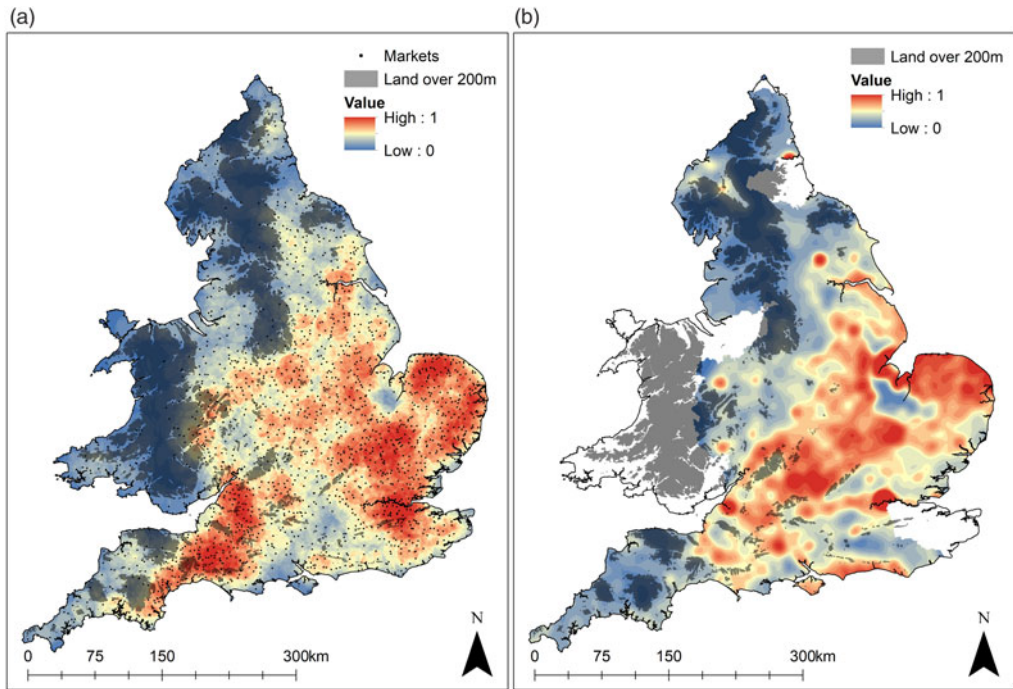 (a)
Markets
Land over 200m
Value
High : 1
Low : 0
N
0 75 150 300km
(b)
Land over 200m
Value
High : 1
Low : 0
N
0 75 150 300km